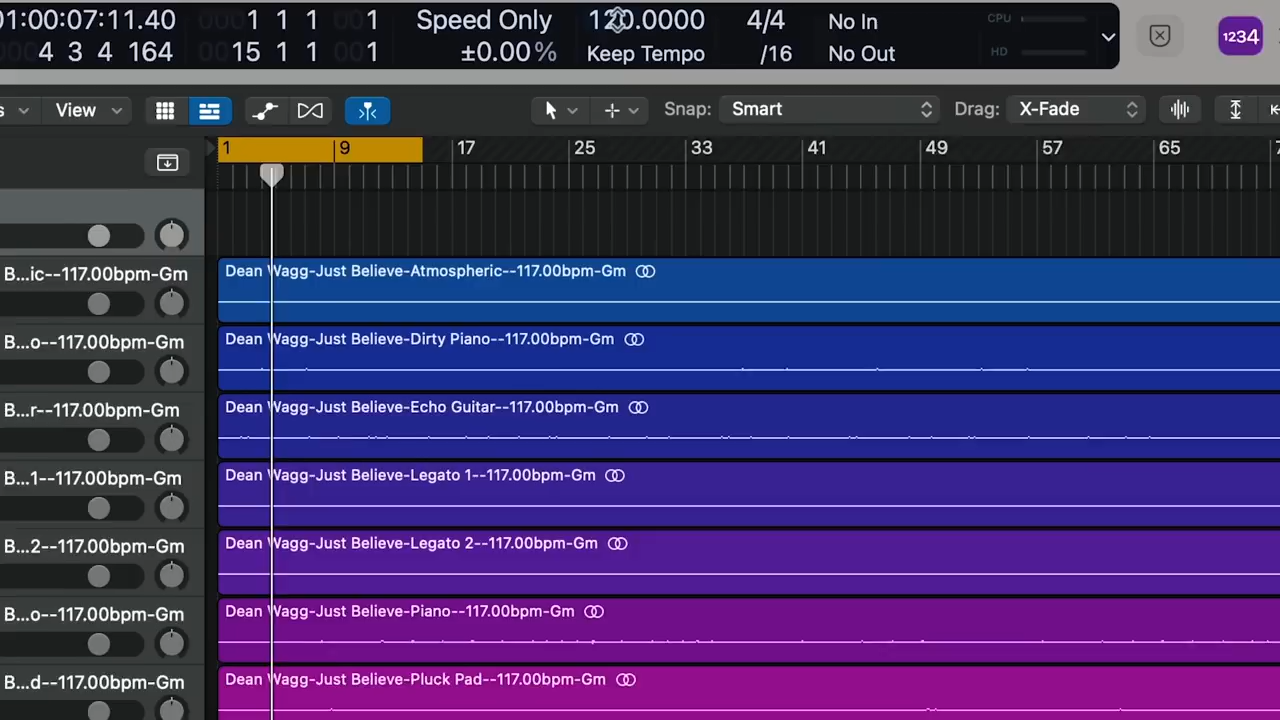 01:00:07:11.40 1 1 1 1 Speed Only 120.0000 4/4 No In CPU
4 3 4 164 15 1 1 1 ±0.00% Keep Tempo /16 No Out HD
1234
View Snap: Smart Drag: X-Fade
1 9 17 25 33 41 49 57 65
Dean Wagg-Just Believe-Atmospheric--117.00bpm-Gm
B...ic--117.00bpm-Gm
Dean Wagg-Just Believe-Dirty Piano--117.00bpm-Gm
B...o--117.00bpm-Gm
Dean Wagg-Just Believe-Echo Guitar--117.00bpm-Gm
B...r--117.00bpm-Gm
Dean Wagg-Just Believe-Legato 1--117.00bpm-Gm
B...1--117.00bpm-Gm
Dean Wagg-Just Believe-Legato 2--117.00bpm-Gm
B...2--117.00bpm-Gm
Dean Wagg-Just Believe-Piano--117.00bpm-Gm
B...o--117.00bpm-Gm
Dean Wagg-Just Believe-Pluck Pad--117.00bpm-Gm
B...d--117.00bpm-Gm